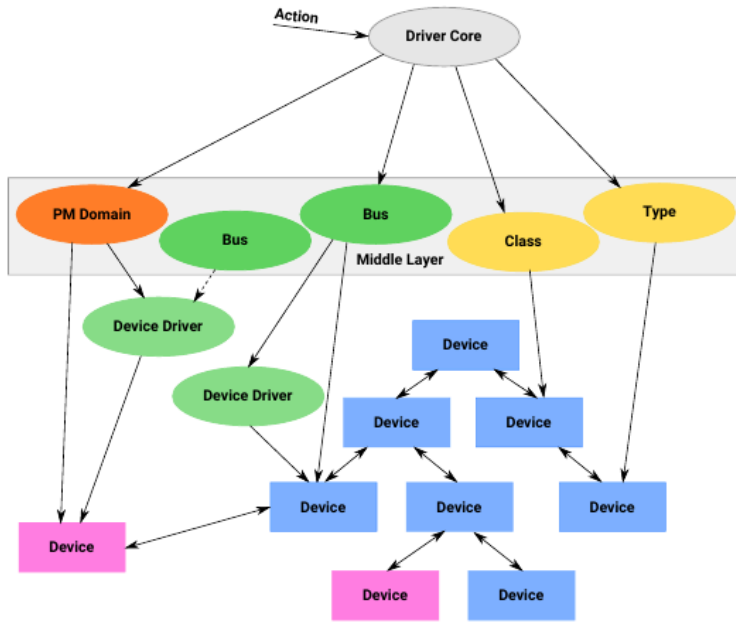 Action
Driver Core
PM Domain
Bus
Bus
Class
Type
Middle Layer
Device Driver
Device Driver
Device
Device
Device
Device
Device
Device
Device
Device
Device